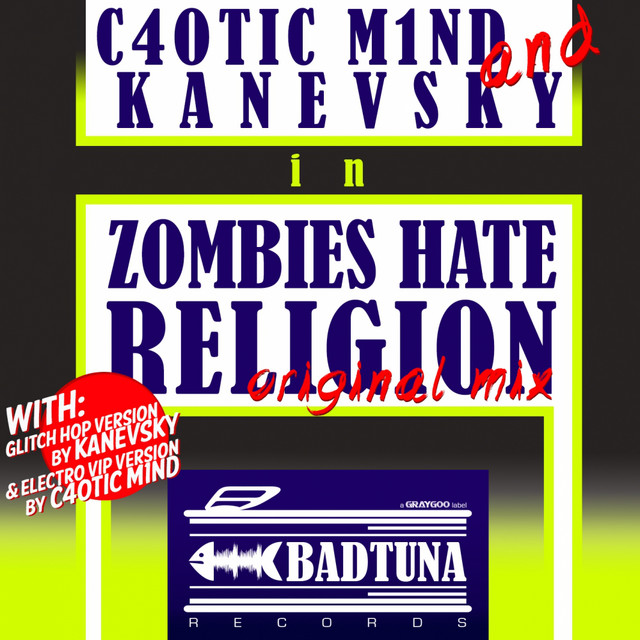 C4OTIC M1ND and
KANEVSKY
in
ZOMBIES HATE
RELIGION
original mix
WITH:
GLITCH HOP VERSION
BY KANEVSKY
& ELECTRO VIP VERSION
BY C4OTIC M1ND
a GRAYGOO label
BADTUNA
RECORDS